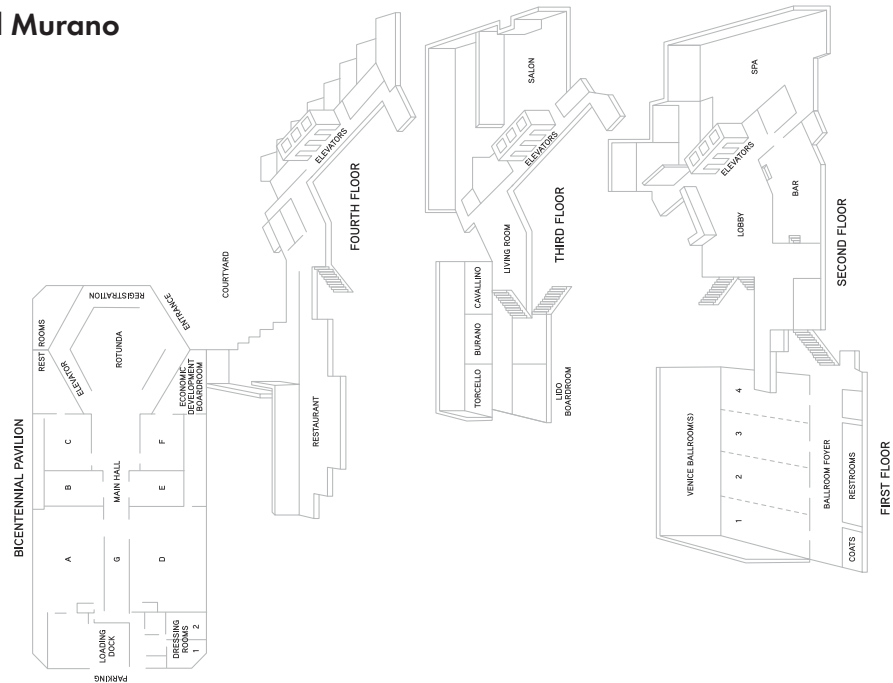 l Murano
BICENTENNIAL PAVILION
REST ROOMS
REGISTRATION
ENTRANCE
ELEVATOR
ROTUNDA
ECONOMIC
DEVELOPMENT
BOARDROOM
C
F
B
MAIN HALL
E
A
G
D
LOADING
DOCK
DRESSING
ROOMS
1
2
PARKING
COURTYARD
FOURTH FLOOR
ELEVATORS
RESTAURANT
THIRD FLOOR
SALON
ELEVATORS
LIVING ROOM
CAVALLINO
BURANO
TORCELLO
LIDO
BOARDROOM
SECOND FLOOR
SPA
ELEVATORS
LOBBY
BAR
FIRST FLOOR
VENICE BALLROOM(S)
1
2
3
4
BALLROOM FOYER
COATS
RESTROOMS